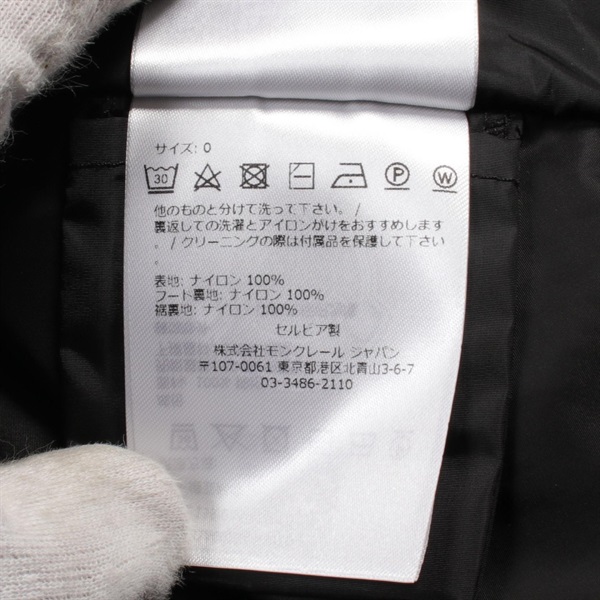 サイズ: 0
30 P W
他のものと分けて洗って下さい。 /
裏返しての洗濯とアイロンがけをおすすめします
。/ クリーニングの際は付属品を保護して下さい
。
表地: ナイロン 100%
フート裏地: ナイロン 100%
裾裏地: ナイロン 100%
セルビア製
株式会社モンクレール ジャパン
〒107-0061 東京都港区北青山3-6-7
03-3486-2110